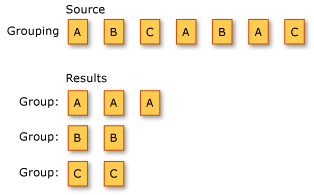 Source
Grouping A B C A B A C
Results
Group: A A A
Group: B B
Group: C C